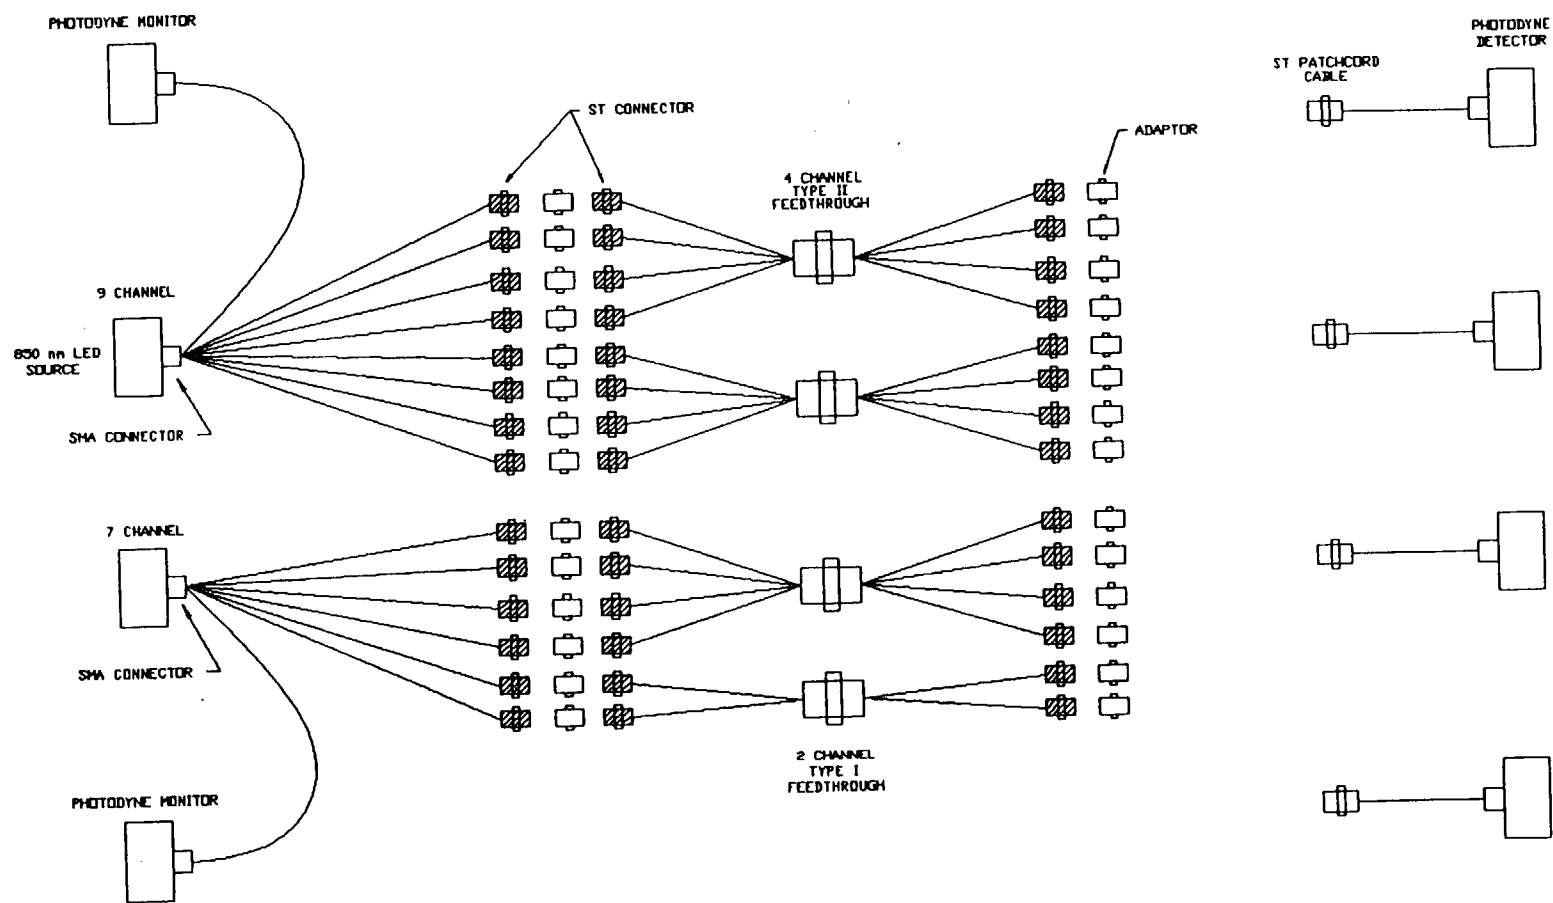 PHOTODYNE MONITOR
PHOTODYNE
DETECTOR
ST PATCHCORD
CABLE
ST CONNECTOR
ADAPTOR
4 CHANNEL
TYPE II
FEEDTHROUGH
9 CHANNEL
850 nm LED
SOURCE
SMA CONNECTOR
7 CHANNEL
SMA CONNECTOR
2 CHANNEL
TYPE I
FEEDTHROUGH
PHOTODYNE MONITOR